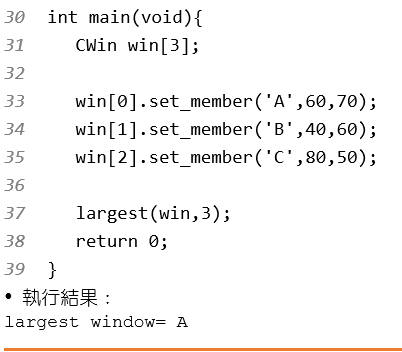 30 int main(void){
31 CWin win[3];
32
33 win[0].set_member('A',60,70);
34 win[1].set_member('B',40,60);
35 win[2].set_member('C',80,50);
36
37 largest(win,3);
38 return 0;
39 }
• 執行結果：
largest window= A